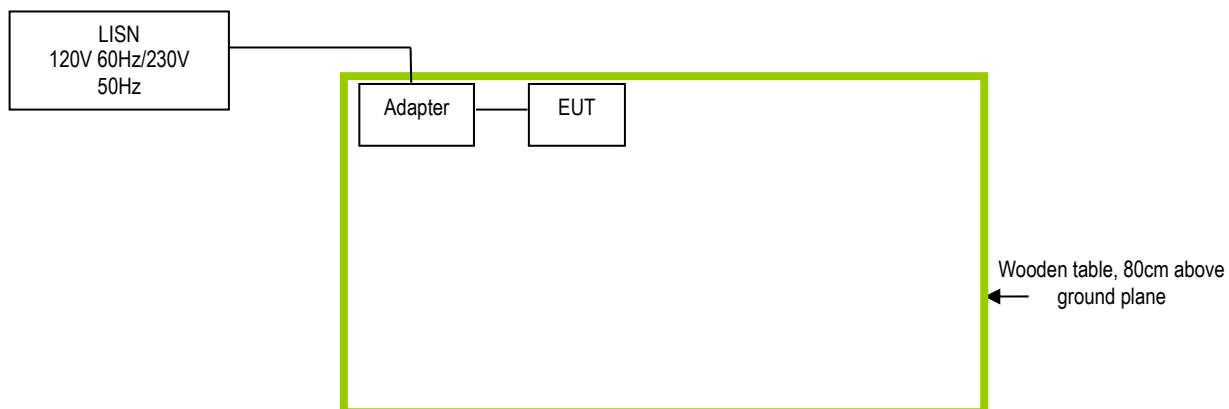 LISN
120V 60Hz/230V
50Hz
Adapter
EUT
Wooden table, 80cm above
ground plane